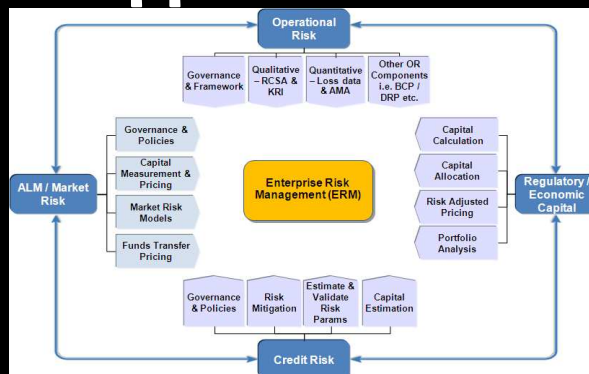 Operational
Risk
Governance
& Framework
Qualitative
– RCSA &
KRI
Quantitative
– Loss data
& AMA
Other OR
Components
i.e. BCP /
DRP etc.
Governance &
Policies
Capital
Measurement &
Pricing
Market Risk
Models
Funds Transfer
Pricing
ALM / Market
Risk
Enterprise Risk
Management (ERM)
Capital
Calculation
Capital
Allocation
Risk Adjusted
Pricing
Portfolio
Analysis
Regulatory /
Economic
Capital
Governance
& Policies
Risk
Mitigation
Estimate &
Validate
Risk
Params
Capital
Estimation
Credit Risk